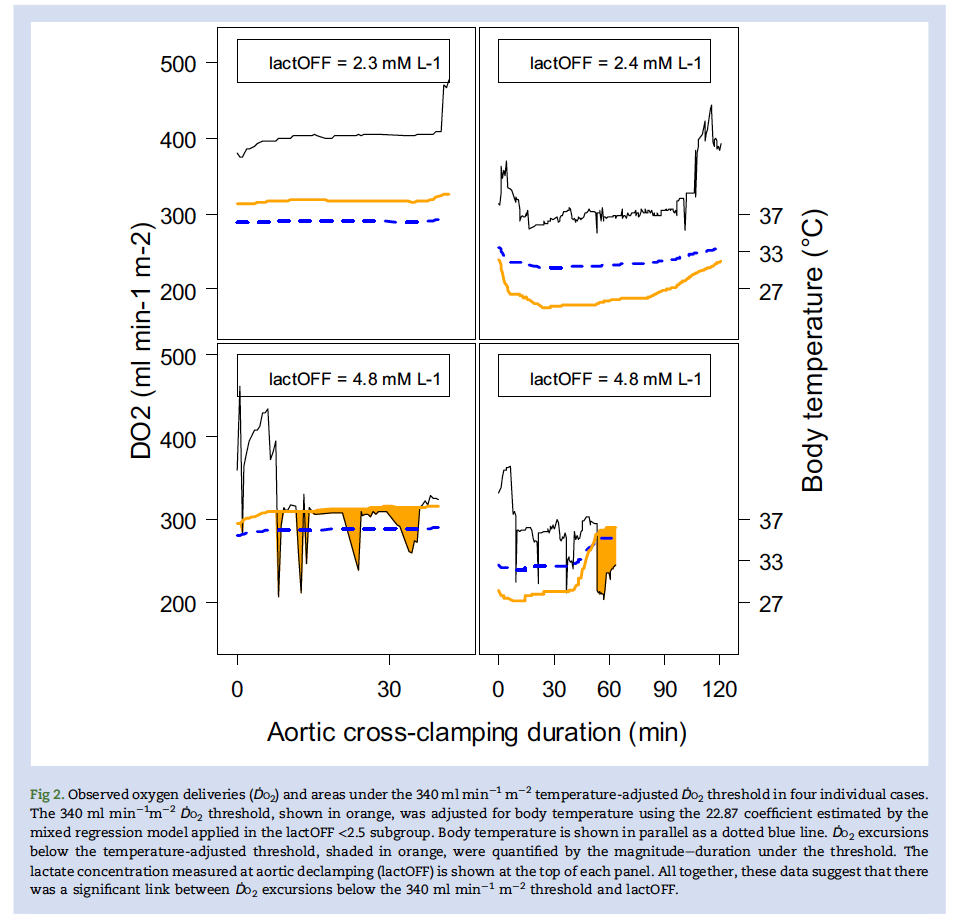 lactOFF = 2.3 mM L-1
lactOFF = 2.4 mM L-1
500
400
300
200
37
33
27
lactOFF = 4.8 mM L-1
lactOFF = 4.8 mM L-1
500
400
300
200
37
33
27
DO2 (ml min-1 m-2)
Body temperature (°C)
0
30
0
30
60
90
120
Aortic cross-clamping duration (min)
Fig 2. Observed oxygen deliveries (ḊO₂) and areas under the 340 ml min⁻¹ m⁻² temperature-adjusted ḊO₂ threshold in four individual cases.
The 340 ml min⁻¹m⁻² ḊO₂ threshold, shown in orange, was adjusted for body temperature using the 22.87 coefficient estimated by the
mixed regression model applied in the lactOFF <2.5 subgroup. Body temperature is shown in parallel as a dotted blue line. ḊO₂ excursions
below the temperature-adjusted threshold, shaded in orange, were quantified by the magnitude–duration under the threshold. The
lactate concentration measured at aortic declamping (lactOFF) is shown at the top of each panel. All together, these data suggest that there
was a significant link between ḊO₂ excursions below the 340 ml min⁻¹ m⁻² threshold and lactOFF.